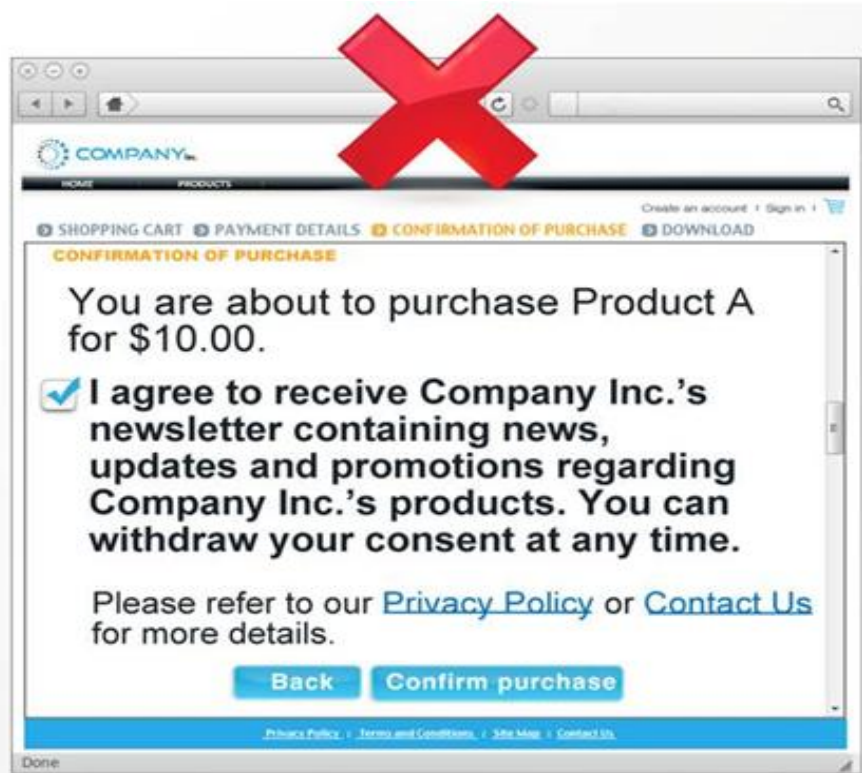 COMPANY Inc.
HOME PRODUCTS
Create an account Sign in
SHOPPING CART PAYMENT DETAILS CONFIRMATION OF PURCHASE DOWNLOAD
CONFIRMATION OF PURCHASE
You are about to purchase Product A
for $10.00.
I agree to receive Company Inc.'s
newsletter containing news,
updates and promotions regarding
Company Inc.'s products. You can
withdraw your consent at any time.
Please refer to our Privacy Policy or Contact Us
for more details.
Back Confirm purchase
Privacy Policy | Terms and Conditions | Site Map | Contact Us
Done